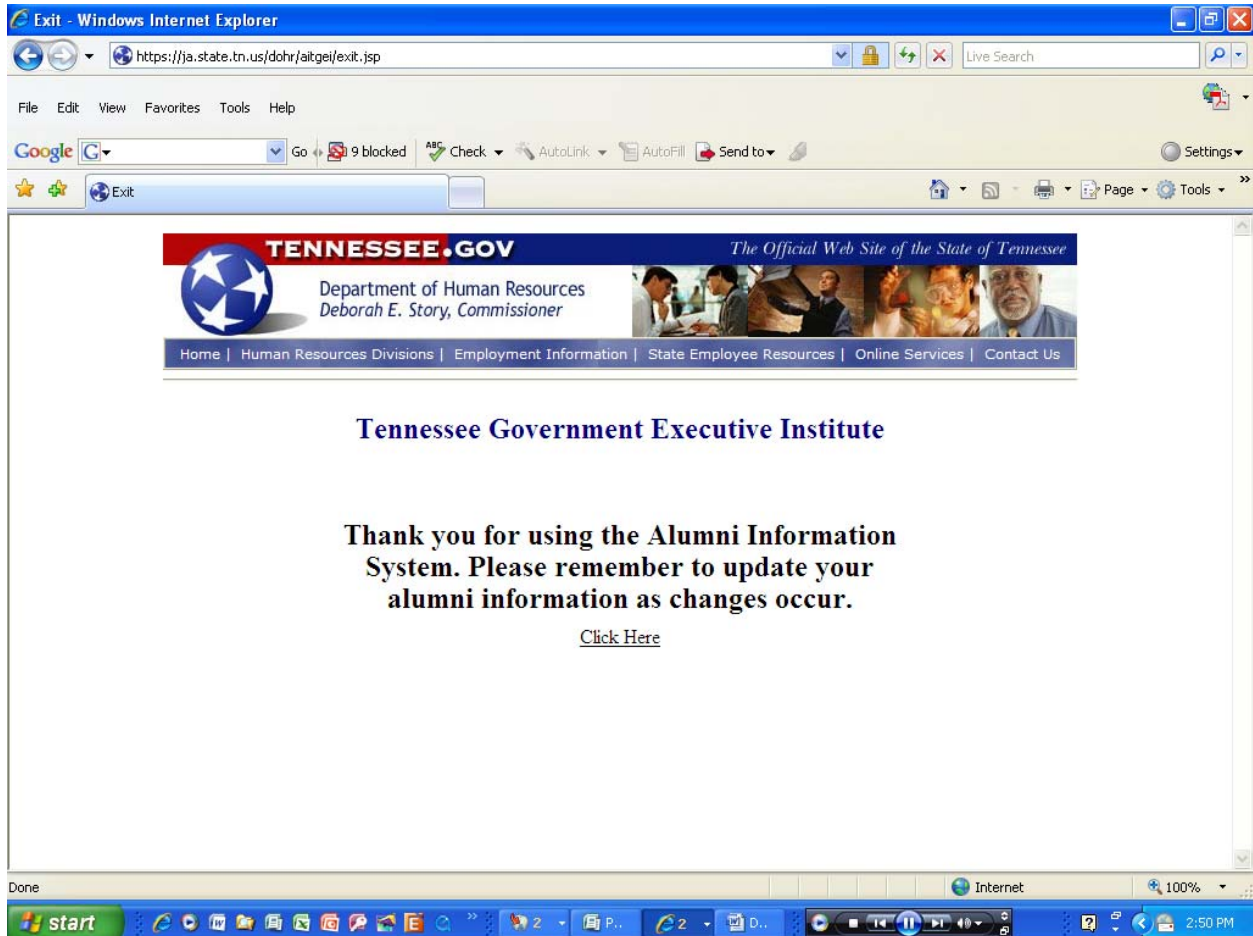 Exit - Windows Internet Explorer
https://ja.state.tn.us/dohr/aitgei/exit.jsp
Live Search
File Edit View Favorites Tools Help
Google G Go 9 blocked ABC Check AutoLink AutoFill Send to Settings
Exit Page Tools »
TENNESSEE.GOV The Official Web Site of the State of Tennessee
Department of Human Resources
Deborah E. Story, Commissioner
Home | Human Resources Divisions | Employment Information | State Employee Resources | Online Services | Contact Us
Tennessee Government Executive Institute
Thank you for using the Alumni Information
System. Please remember to update your
alumni information as changes occur.
Click Here
Done Internet 100%
start » 2 P.. 2 D.. 2:50 PM